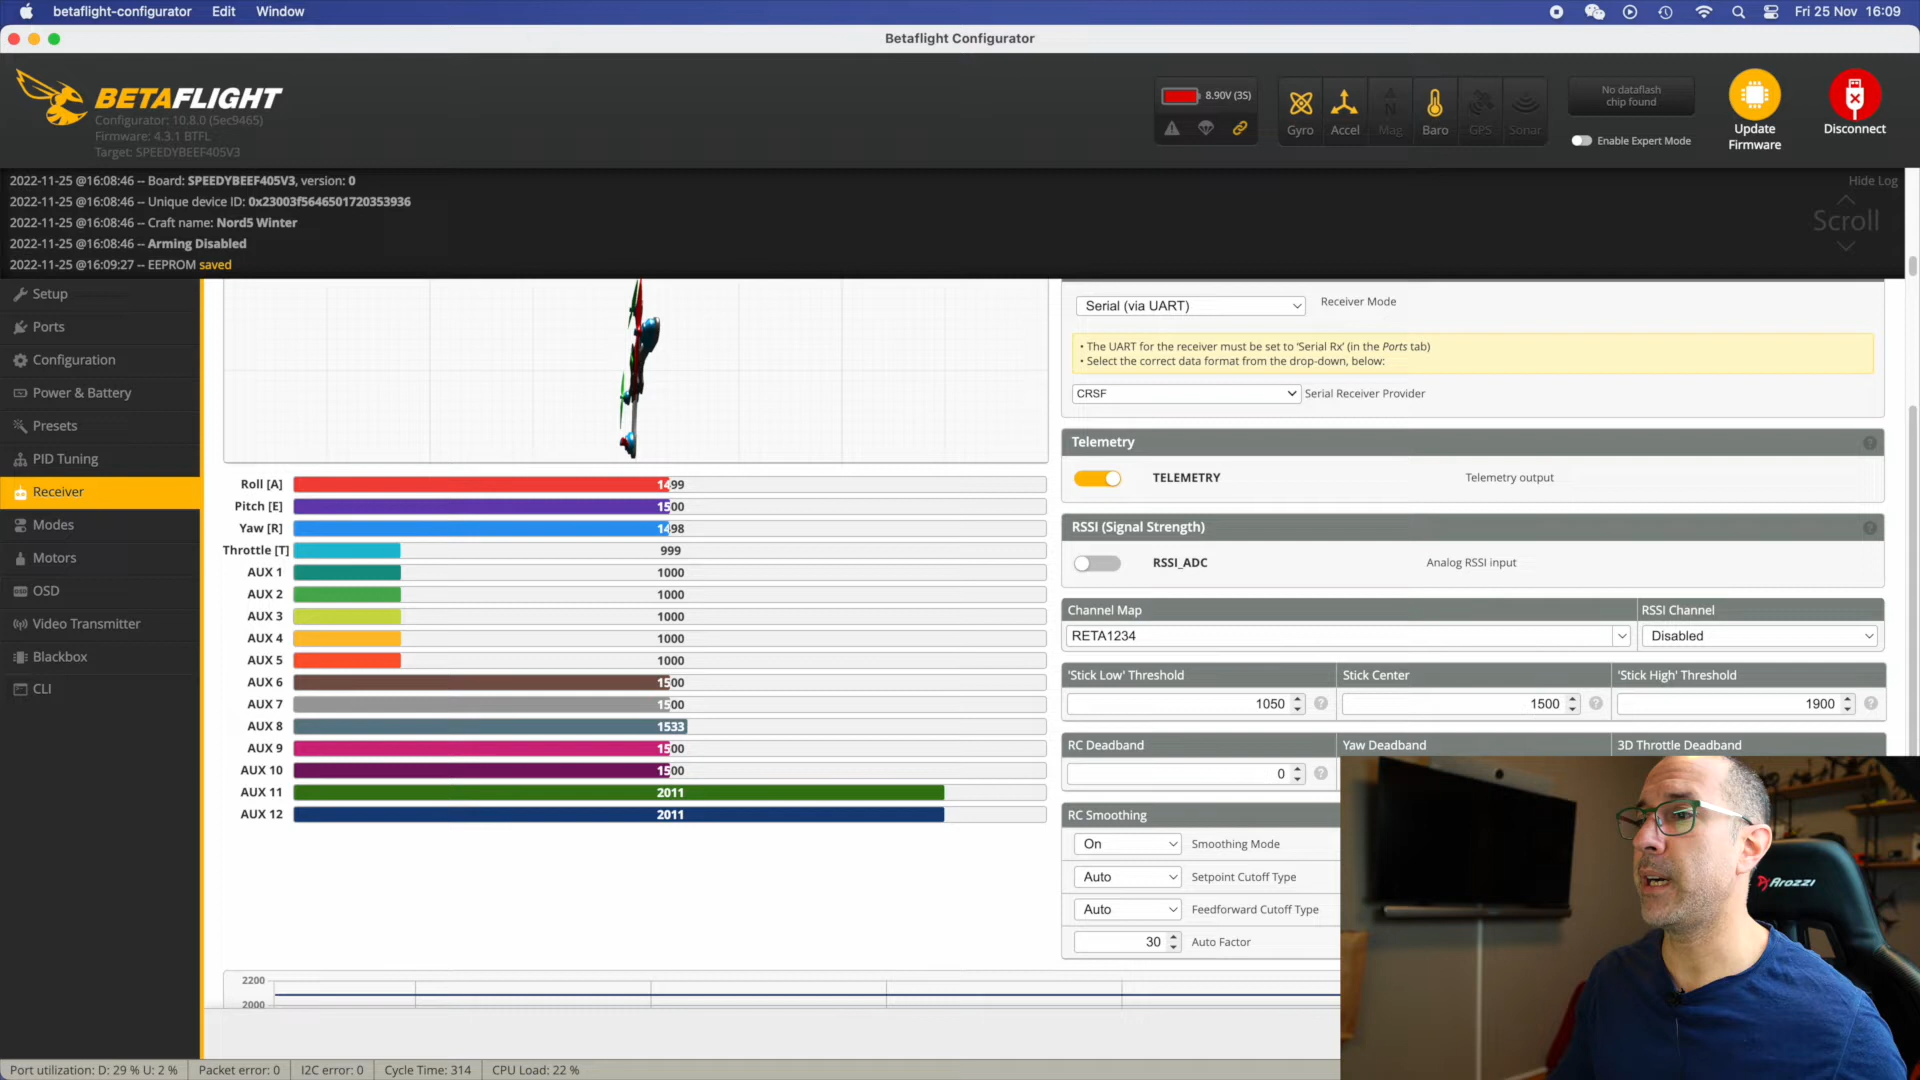 betaflight-configurator Edit Window Fri 25 Nov 16:09
Betaflight Configurator
BETAFLIGHT
Configurator: 10.8.0 (5ec9465)
Firmware: 4.3.1 BTFL
Target: SPEEDYBEEF405V3
8.90V (3S)
Gyro Accel Mag Baro GPS Sonar
No dataflash
chip found
Enable Expert Mode
Update
Firmware
Disconnect
2022-11-25 @16:08:46 -- Board: SPEEDYBEEF405V3, version: 0
2022-11-25 @16:08:46 -- Unique device ID: 0x23003f5646501720353936
2022-11-25 @16:08:46 -- Craft name: Nord5 Winter
2022-11-25 @16:08:46 -- Arming Disabled
2022-11-25 @16:09:27 -- EEPROM saved
Hide Log
Scroll
Setup
Ports
Configuration
Power & Battery
Presets
PID Tuning
Receiver
Modes
Motors
OSD
Video Transmitter
Blackbox
CLI
Roll [A] 1499
Pitch [E] 1500
Yaw [R] 1498
Throttle [T] 999
AUX 1 1000
AUX 2 1000
AUX 3 1000
AUX 4 1000
AUX 5 1000
AUX 6 1500
AUX 7 1500
AUX 8 1533
AUX 9 1500
AUX 10 1500
AUX 11 2011
AUX 12 2011
2200
2000
Serial (via UART) Receiver Mode
• The UART for the receiver must be set to 'Serial Rx' (in the Ports tab)
• Select the correct data format from the drop-down, below:
CRSF Serial Receiver Provider
Telemetry
TELEMETRY Telemetry output
RSSI (Signal Strength)
RSSI_ADC Analog RSSI input
Channel Map RSSI Channel
RETA1234 Disabled
'Stick Low' Threshold Stick Center 'Stick High' Threshold
1050 1500 1900
RC Deadband Yaw Deadband 3D Throttle Deadband
0
RC Smoothing
On Smoothing Mode
Auto Setpoint Cutoff Type
Auto Feedforward Cutoff Type
30 Auto Factor
Arozzi
Port utilization: D: 29 % U: 2 % Packet error: 0 I2C error: 0 Cycle Time: 314 CPU Load: 22 %